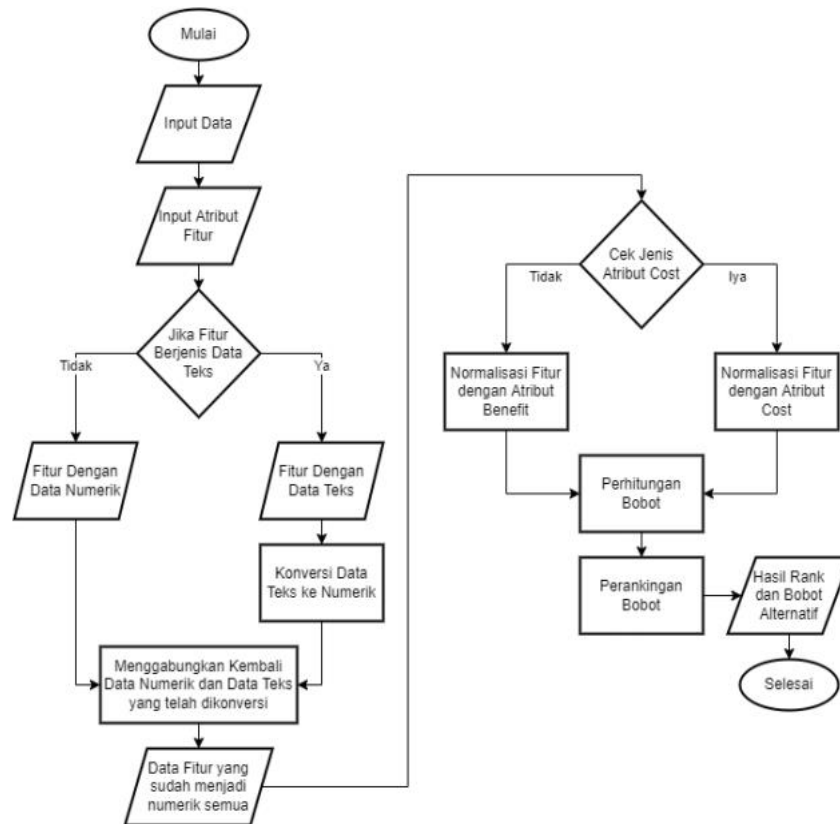 Mulai
Input Data
Input Atribut
Fitur
Jika Fitur
Berjenis Data
Teks
Tidak
Ya
Fitur Dengan
Data Numerik
Fitur Dengan
Data Teks
Konversi Data
Teks ke Numerik
Menggabungkan Kembali
Data Numerik dan Data Teks
yang telah dikonversi
Data Fitur yang
sudah menjadi
numerik semua
Cek Jenis
Atribut Cost
Tidak
Iya
Normalisasi Fitur
dengan Atribut
Benefit
Normalisasi Fitur
dengan Atribut
Cost
Perhitungan
Bobot
Perankingan
Bobot
Hasil Rank
dan Bobot
Alternatif
Selesai